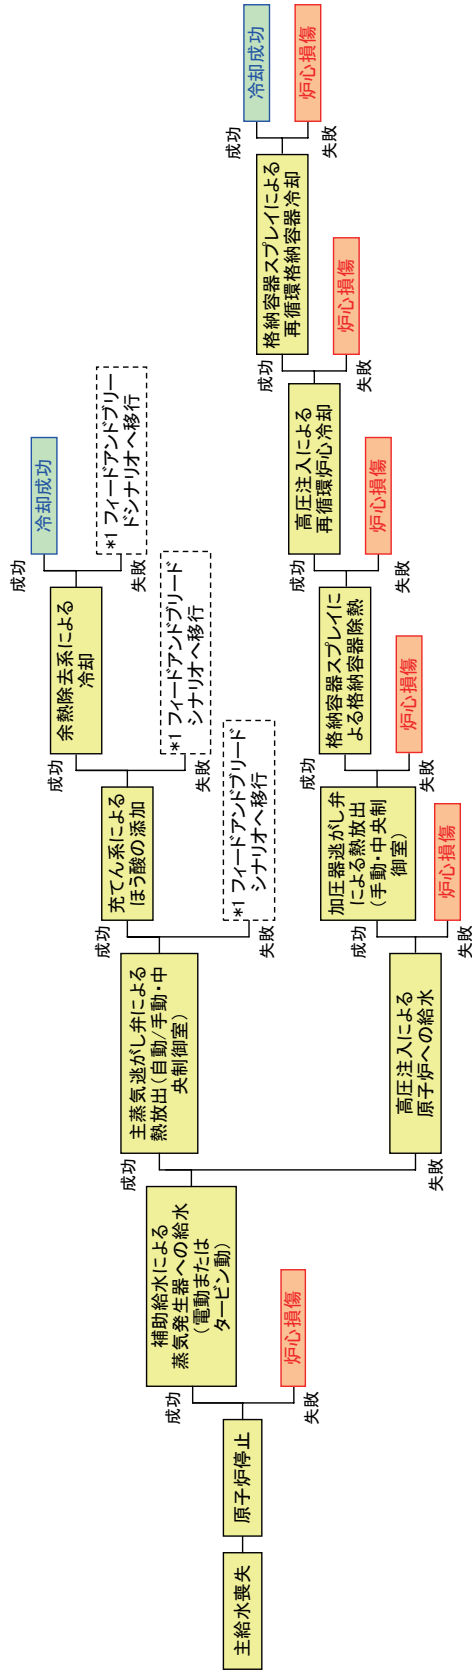 主給水喪失
原子炉停止
成功
失敗
炉心損傷
補助給水による
蒸気発生器への給水
(電動または
タービン動)
成功
失敗
主蒸気逃がし弁による
熱放出(自動/手動・中
央制御室)
成功
失敗
*1 フィードアンドブリード
シナリオへ移行
充てん系による
ほう酸の添加
成功
失敗
*1 フィードアンドブリード
シナリオへ移行
余熱除去系による
冷却
成功
失敗
冷却成功
*1 フィードアンドブリー
ドシナリオへ移行
高圧注入による
原子炉への給水
成功
失敗
炉心損傷
加圧器逃がし弁
による熱放出
(手動・中央制
御室)
成功
失敗
炉心損傷
格納容器スプレイに
よる格納容器除熱
成功
失敗
炉心損傷
高圧注入による
再循環炉心冷却
成功
失敗
炉心損傷
格納容器スプレイによる
再循環格納容器冷却
成功
失敗
冷却成功
炉心損傷